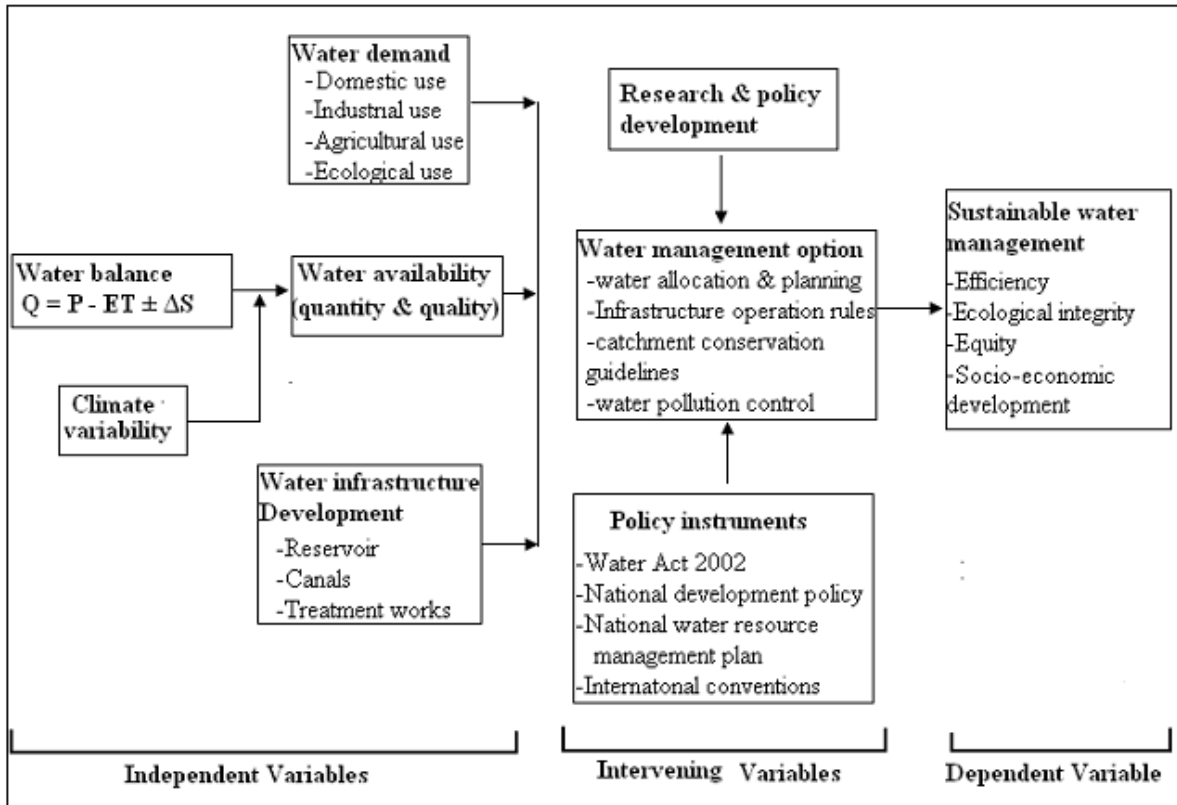 Water demand
-Domestic use
-Industrial use
-Agricultural use
-Ecological use
Research & policy
development
Water balance
Q = P - ET ± ΔS
Water availability
(quantity & quality)
Climate
variability
Water infrastructure
Development
-Reservoir
-Canals
-Treatment works
Water management option
-water allocation & planning
-Infrastructure operation rules
-catchment conservation
guidelines
-water pollution control
Policy instruments
-Water Act 2002
-National development policy
-National water resource
management plan
-Internatonal conventions
Sustainable water
management
-Efficiency
-Ecological integrity
-Equity
-Socio-economic
development
Independent Variables
Intervening Variables
Dependent Variable